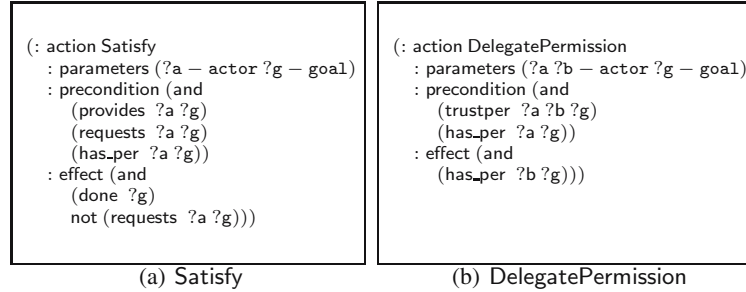 (: action Satisfy
: parameters (?a – actor ?g – goal)
: precondition (and
(provides ?a ?g)
(requests ?a ?g)
(has_per ?a ?g))
: effect (and
(done ?g)
not (requests ?a ?g)))
(a) Satisfy
(: action DelegatePermission
: parameters (?a ?b – actor ?g – goal)
: precondition (and
(trustper ?a ?b ?g)
(has_per ?a ?g))
: effect (and
(has_per ?b ?g)))
(b) DelegatePermission